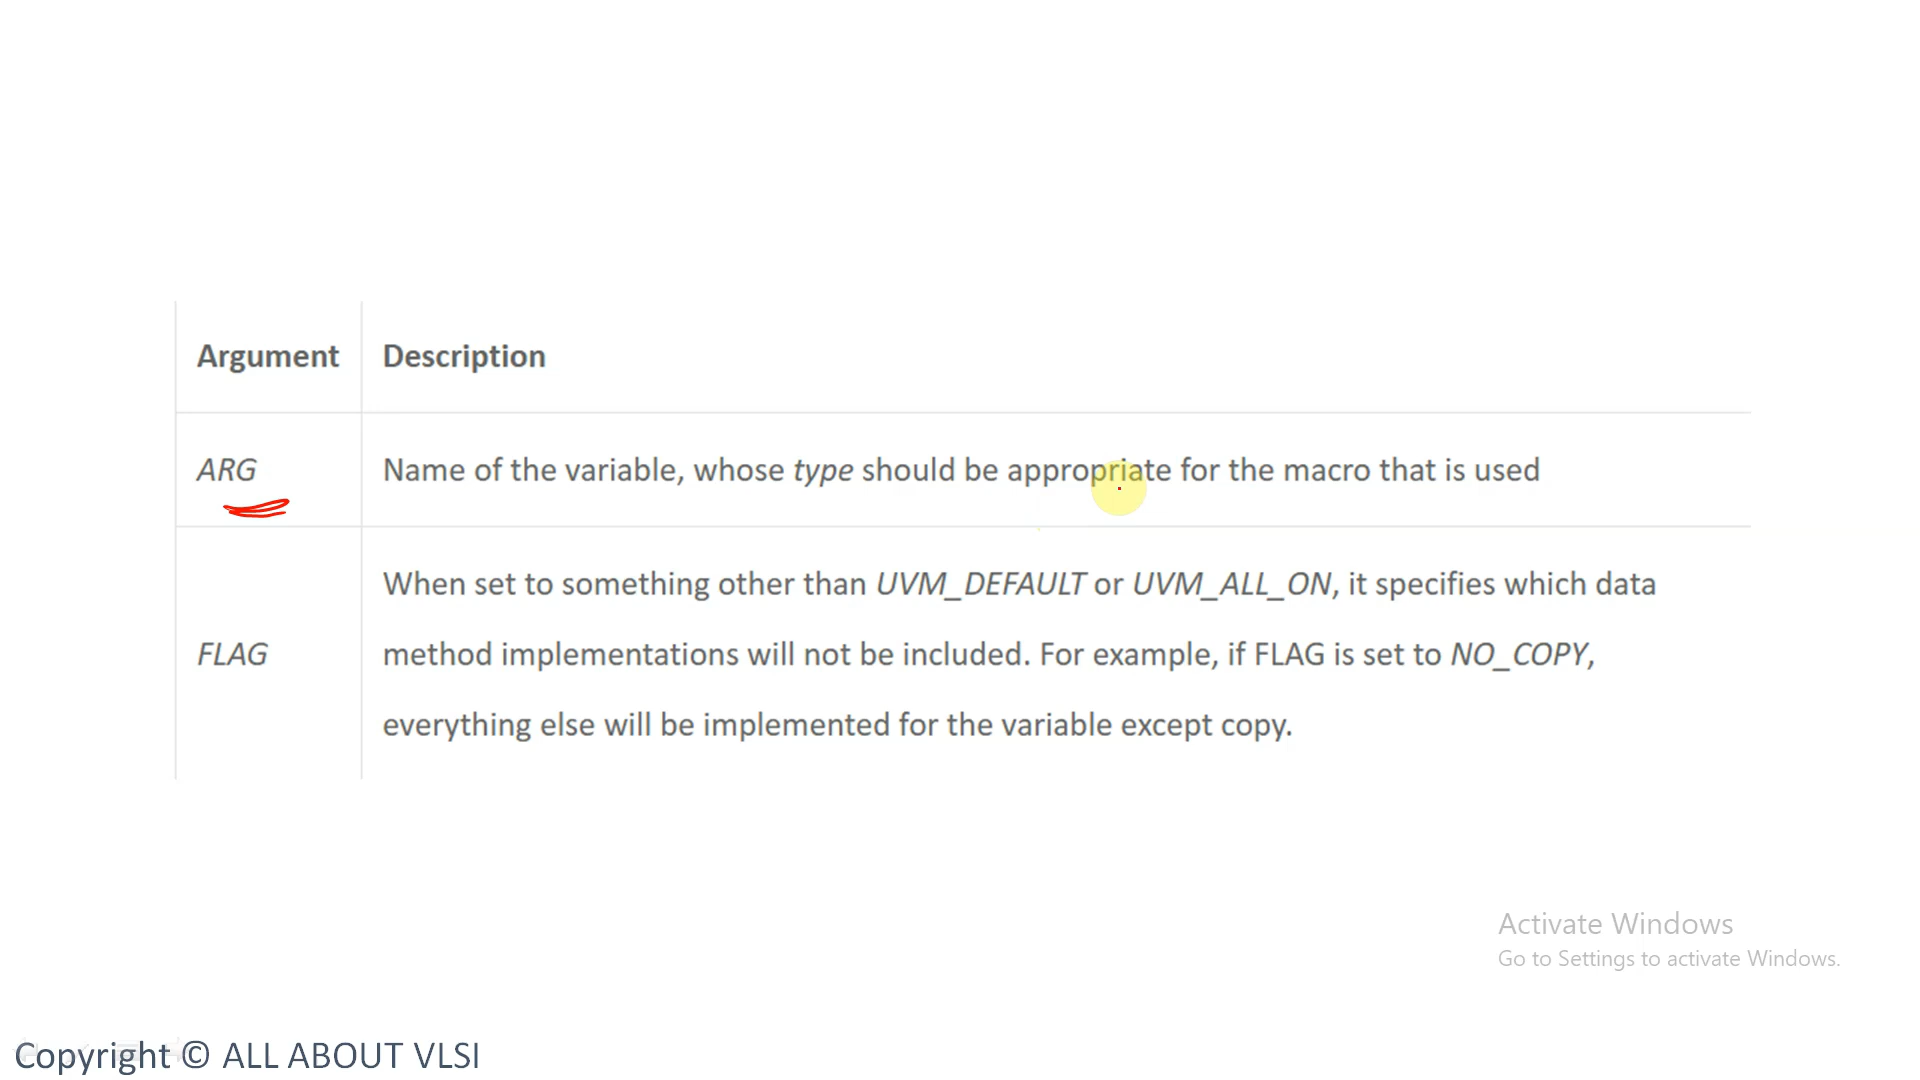 Argument Description
ARG Name of the variable, whose type should be appropriate for the macro that is used
When set to something other than UVM_DEFAULT or UVM_ALL_ON, it specifies which data
FLAG method implementations will not be included. For example, if FLAG is set to NO_COPY,
everything else will be implemented for the variable except copy.
Activate Windows
Go to Settings to activate Windows.
Copyright © ALL ABOUT VLSI